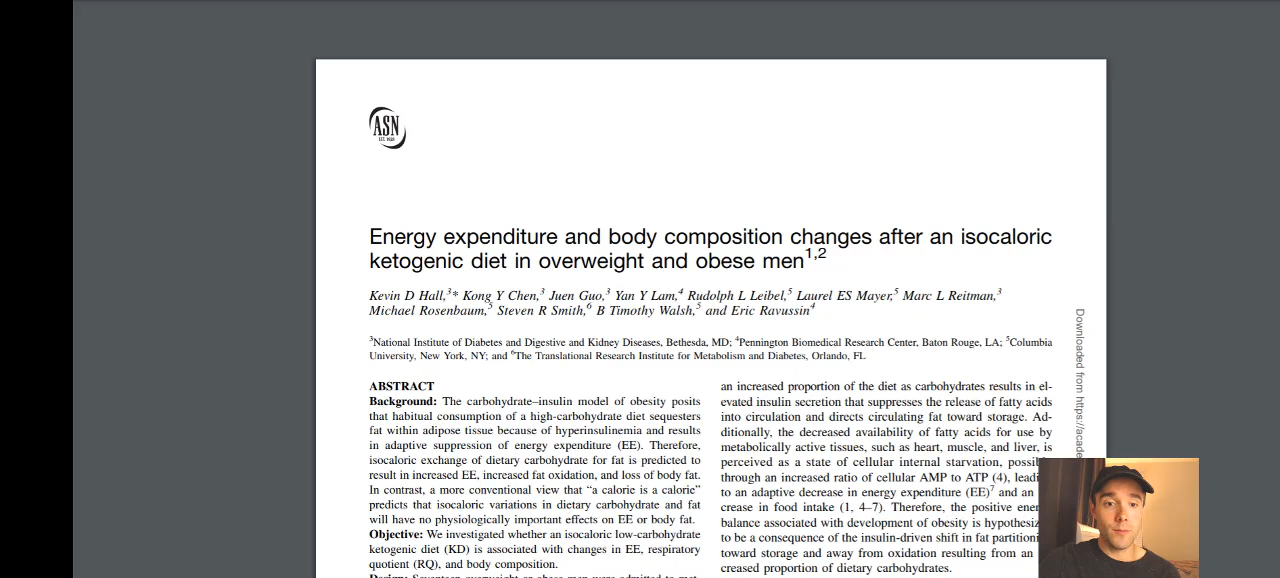 ASN
Energy expenditure and body composition changes after an isocaloric
ketogenic diet in overweight and obese men1,2
Kevin D Hall,3* Kong Y Chen,3 Juen Guo,3 Yan Y Lam,4 Rudolph L Leibel,5 Laurel ES Mayer,5 Marc L Reitman,3
Michael Rosenbaum,5 Steven R Smith,6 B Timothy Walsh,5 and Eric Ravussin4
3National Institute of Diabetes and Digestive and Kidney Diseases, Bethesda, MD; 4Pennington Biomedical Research Center, Baton Rouge, LA; 5Columbia
University, New York, NY; and 6The Translational Research Institute for Metabolism and Diabetes, Orlando, FL
ABSTRACT
Background: The carbohydrate–insulin model of obesity posits
that habitual consumption of a high-carbohydrate diet sequesters
fat within adipose tissue because of hyperinsulinemia and results
in adaptive suppression of energy expenditure (EE). Therefore,
isocaloric exchange of dietary carbohydrate for fat is predicted to
result in increased EE, increased fat oxidation, and loss of body fat.
In contrast, a more conventional view that “a calorie is a calorie”
predicts that isocaloric variations in dietary carbohydrate and fat
will have no physiologically important effects on EE or body fat.
Objective: We investigated whether an isocaloric low-carbohydrate
ketogenic diet (KD) is associated with changes in EE, respiratory
quotient (RQ), and body composition.
Design: Seventeen overweight or obese men were admitted to met-
an increased proportion of the diet as carbohydrates results in el-
evated insulin secretion that suppresses the release of fatty acids
into circulation and directs circulating fat toward storage. Ad-
ditionally, the decreased availability of fatty acids for use by
metabolically active tissues, such as heart, muscle, and liver, is
perceived as a state of cellular internal starvation, possib
through an increased ratio of cellular AMP to ATP (4), leadi
to an adaptive decrease in energy expenditure (EE)7 and an
crease in food intake (1, 4–7). Therefore, the positive ener
balance associated with development of obesity is hypothesiz
to be a consequence of the insulin-driven shift in fat partitioni
toward storage and away from oxidation resulting from an
creased proportion of dietary carbohydrates.
Downloaded from https://acade